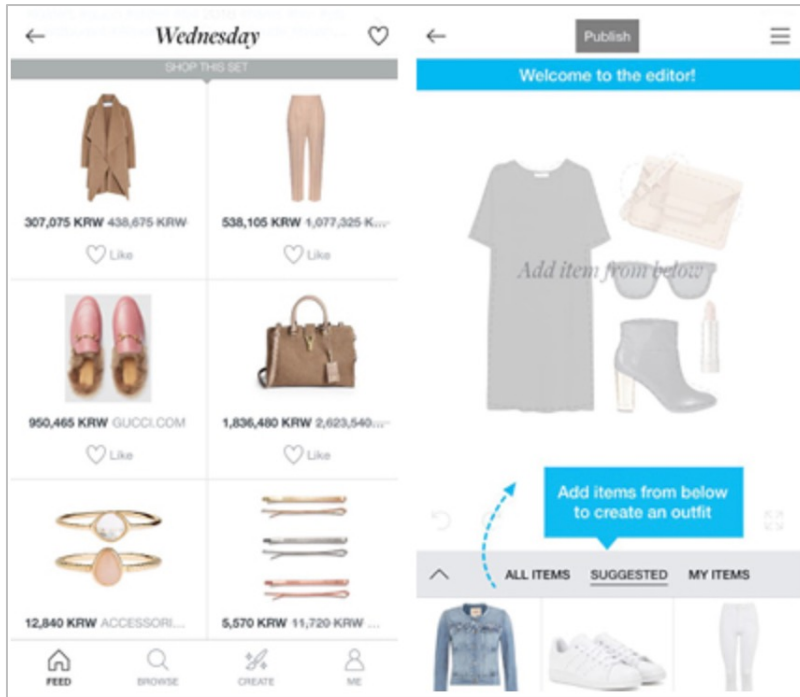 Wednesday
SHOP THIS SET
307,075 KRW 438,675 KRW
538,105 KRW 1,077,325 K...
Like
Like
950,465 KRW GUCCI.COM
1,836,480 KRW 2,623,540...
Like
Like
12,840 KRW ACCESSORI...
5,570 KRW 11,720 KRW ...
FEED
BROWSE
CREATE
ME
Publish
Welcome to the editor!
Add item from below
Add items from below
to create an outfit
ALL ITEMS
SUGGESTED
MY ITEMS